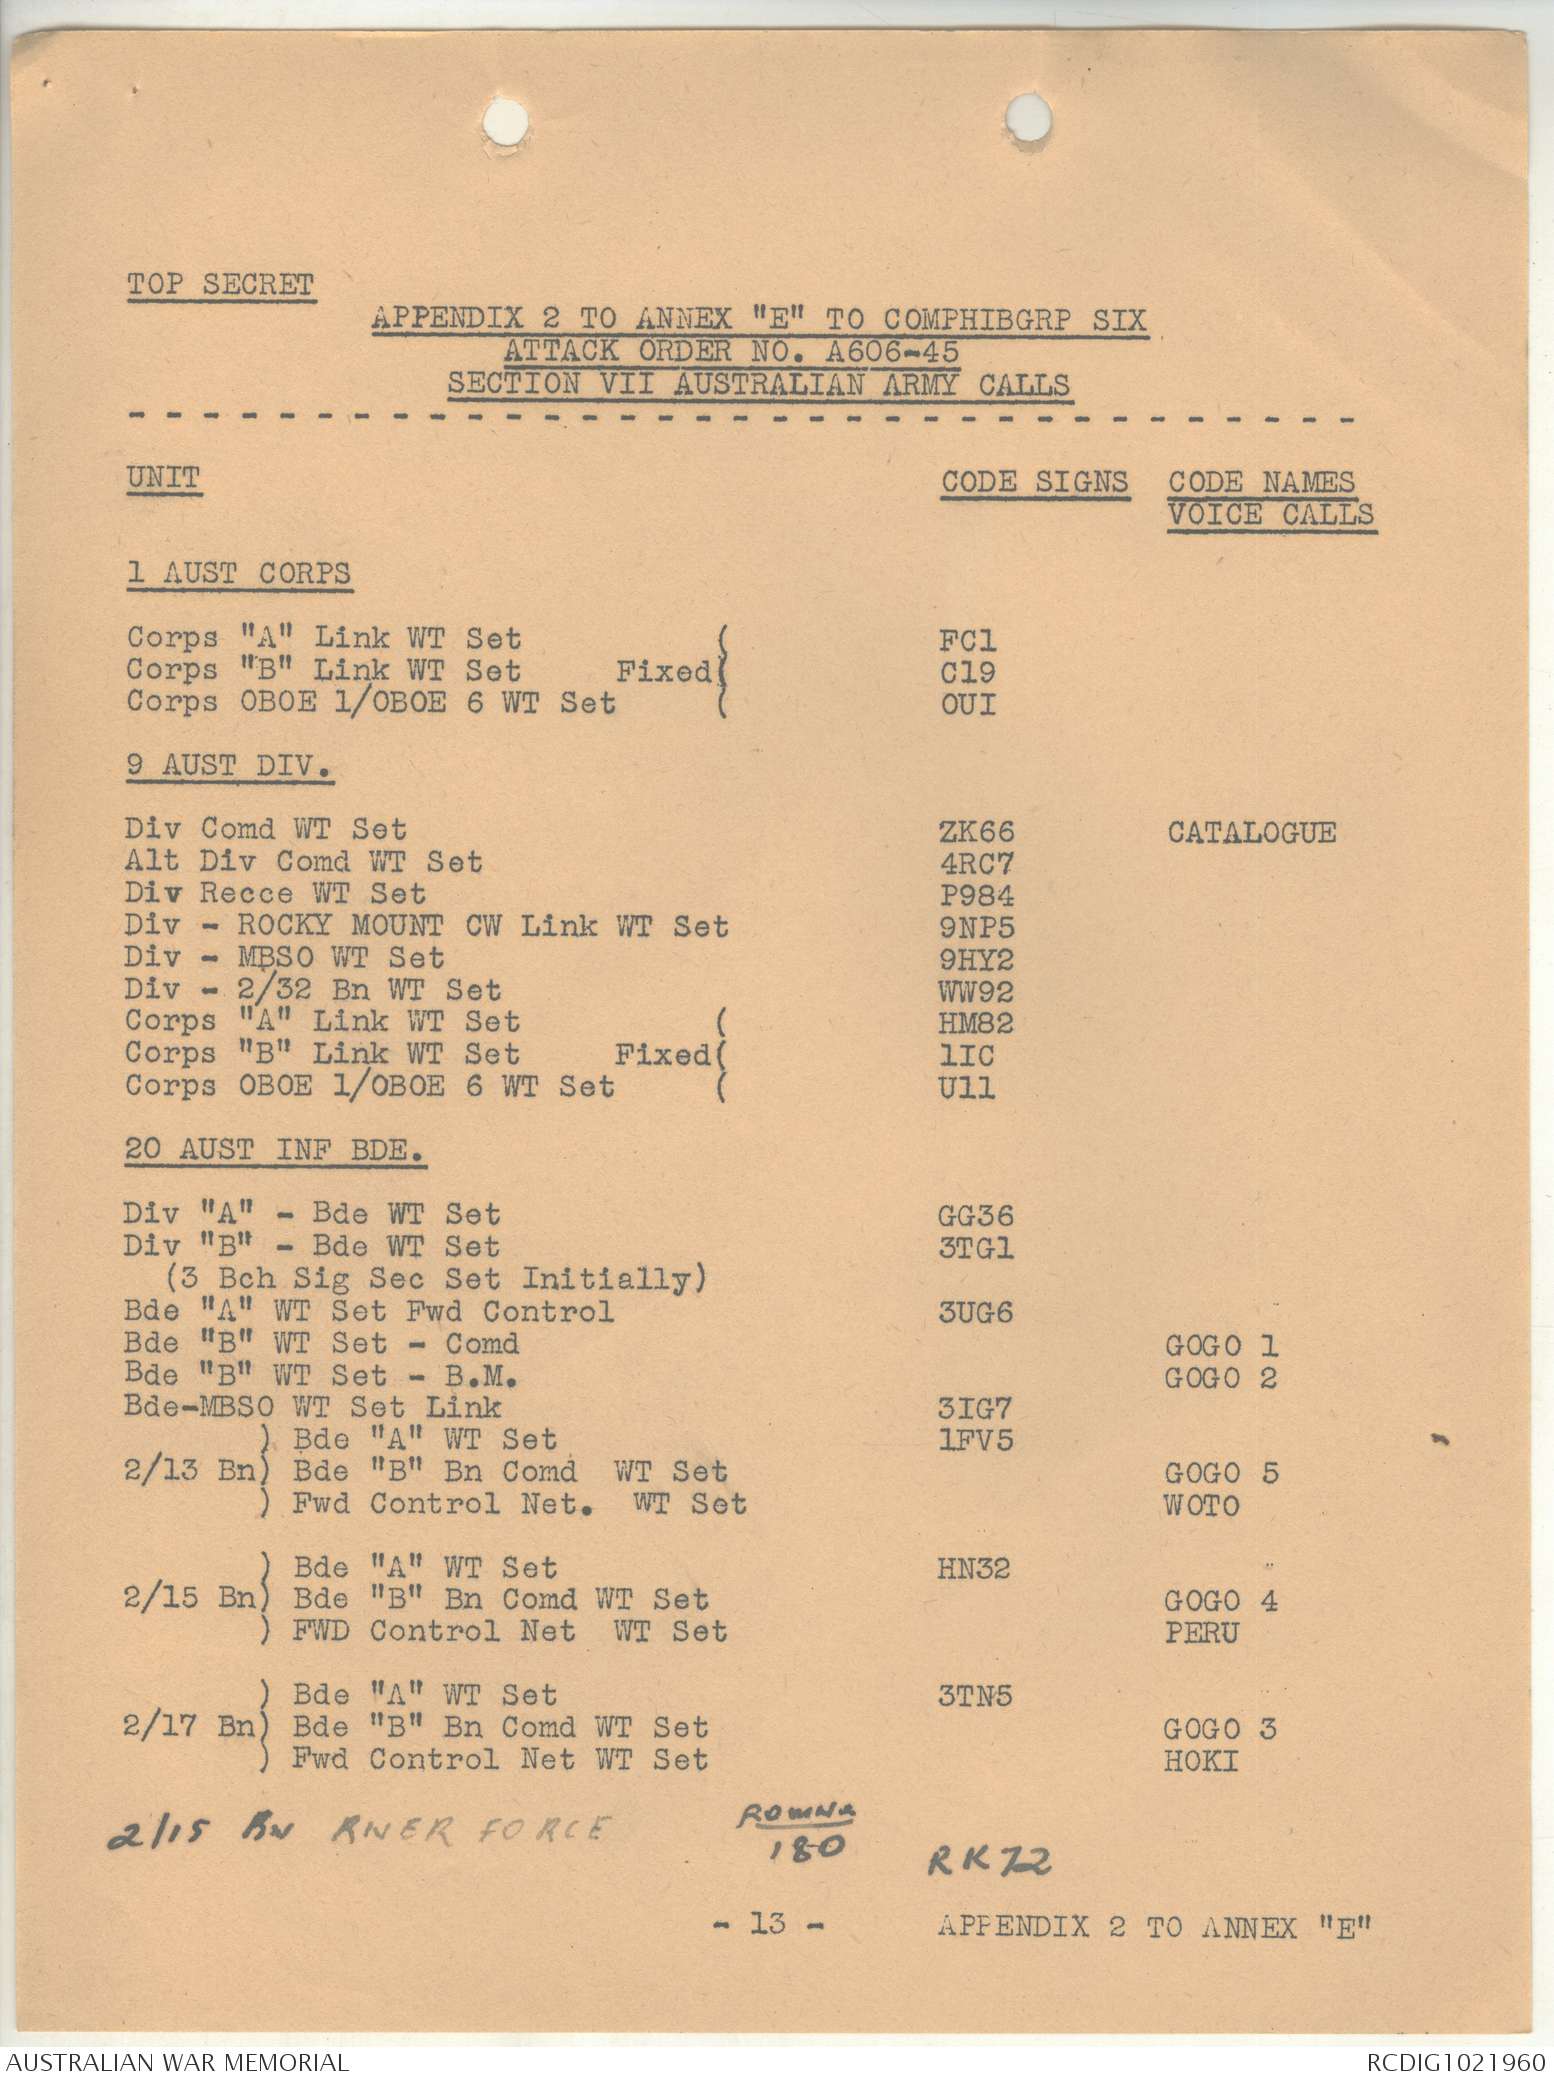 TOP SECRET
APPENDIX 2 TO ANNEX "E" TO COMPHIBGRP SIX
ATTACK ORDER NO. A606-45
SECTION VII AUSTRALIAN ARMY CALLS
- - - - - - - - - - - - - - - - - - - - - - - - - - - - - - - - -
UNIT CODE SIGNS CODE NAMES
VOICE CALLS
1 AUST CORPS
Corps "A" Link WT Set ( FC1
Corps "B" Link WT Set Fixed( C19
Corps OBOE 1/OBOE 6 WT Set ( OUI
9 AUST DIV.
Div Comd WT Set ZK66 CATALOGUE
Alt Div Comd WT Set 4RC7
Div Recce WT Set P984
Div - ROCKY MOUNT CW Link WT Set 9NP5
Div - MBSO WT Set 9HY2
Div - 2/32 Bn WT Set WW92
Corps "A" Link WT Set ( HM82
Corps "B" Link WT Set Fixed( 1IC
Corps OBOE 1/OBOE 6 WT Set ( U11
20 AUST INF BDE.
Div "A" - Bde WT Set GG36
Div "B" - Bde WT Set 3TG1
(3 Bch Sig Sec Set Initially)
Bde "A" WT Set Fwd Control 3UG6
Bde "B" WT Set - Comd GOGO 1
Bde "B" WT Set - B.M. GOGO 2
Bde-MBSO WT Set Link 3IG7
) Bde "A" WT Set 1FV5
2/13 Bn) Bde "B" Bn Comd WT Set GOGO 5
) Fwd Control Net. WT Set WOTO
) Bde "A" WT Set HN32
2/15 Bn) Bde "B" Bn Comd WT Set GOGO 4
) FWD Control Net WT Set PERU
) Bde "A" WT Set 3TN5
2/17 Bn) Bde "B" Bn Comd WT Set GOGO 3
) Fwd Control Net WT Set HOKI
2/15 BN RIVER FORCE
180 RK72
- 13 - APPENDIX 2 TO ANNEX "E"
AUSTRALIAN WAR MEMORIAL RCDIG1021960